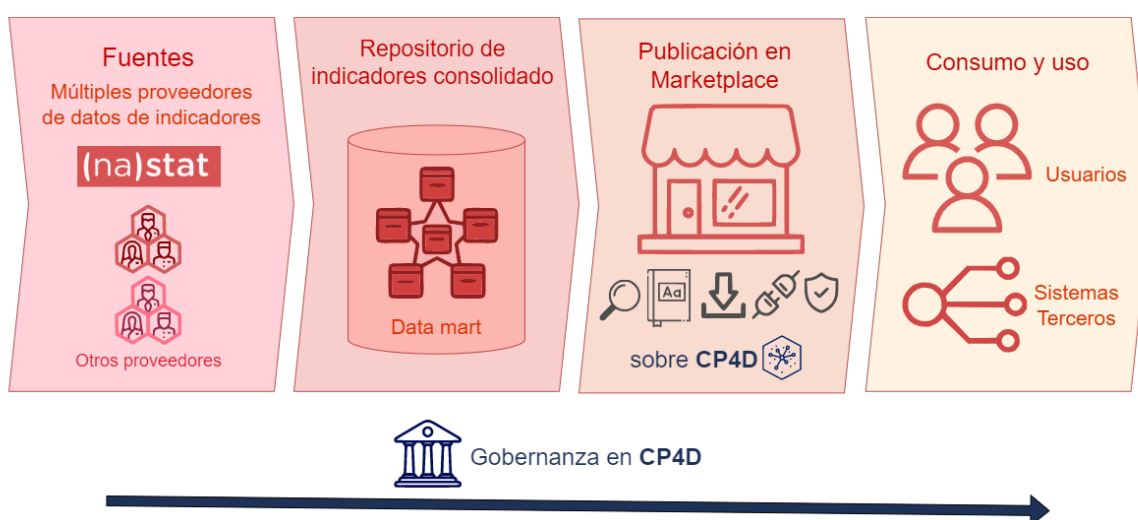 Fuentes
Múltiples proveedores
de datos de indicadores
(na)stat
Otros proveedores
Repositorio de
indicadores consolidado
Data mart
Publicación en
Marketplace
Ad
sobre CP4D
Consumo y uso
Usuarios
Sistemas
Terceros
Gobernanza en CP4D